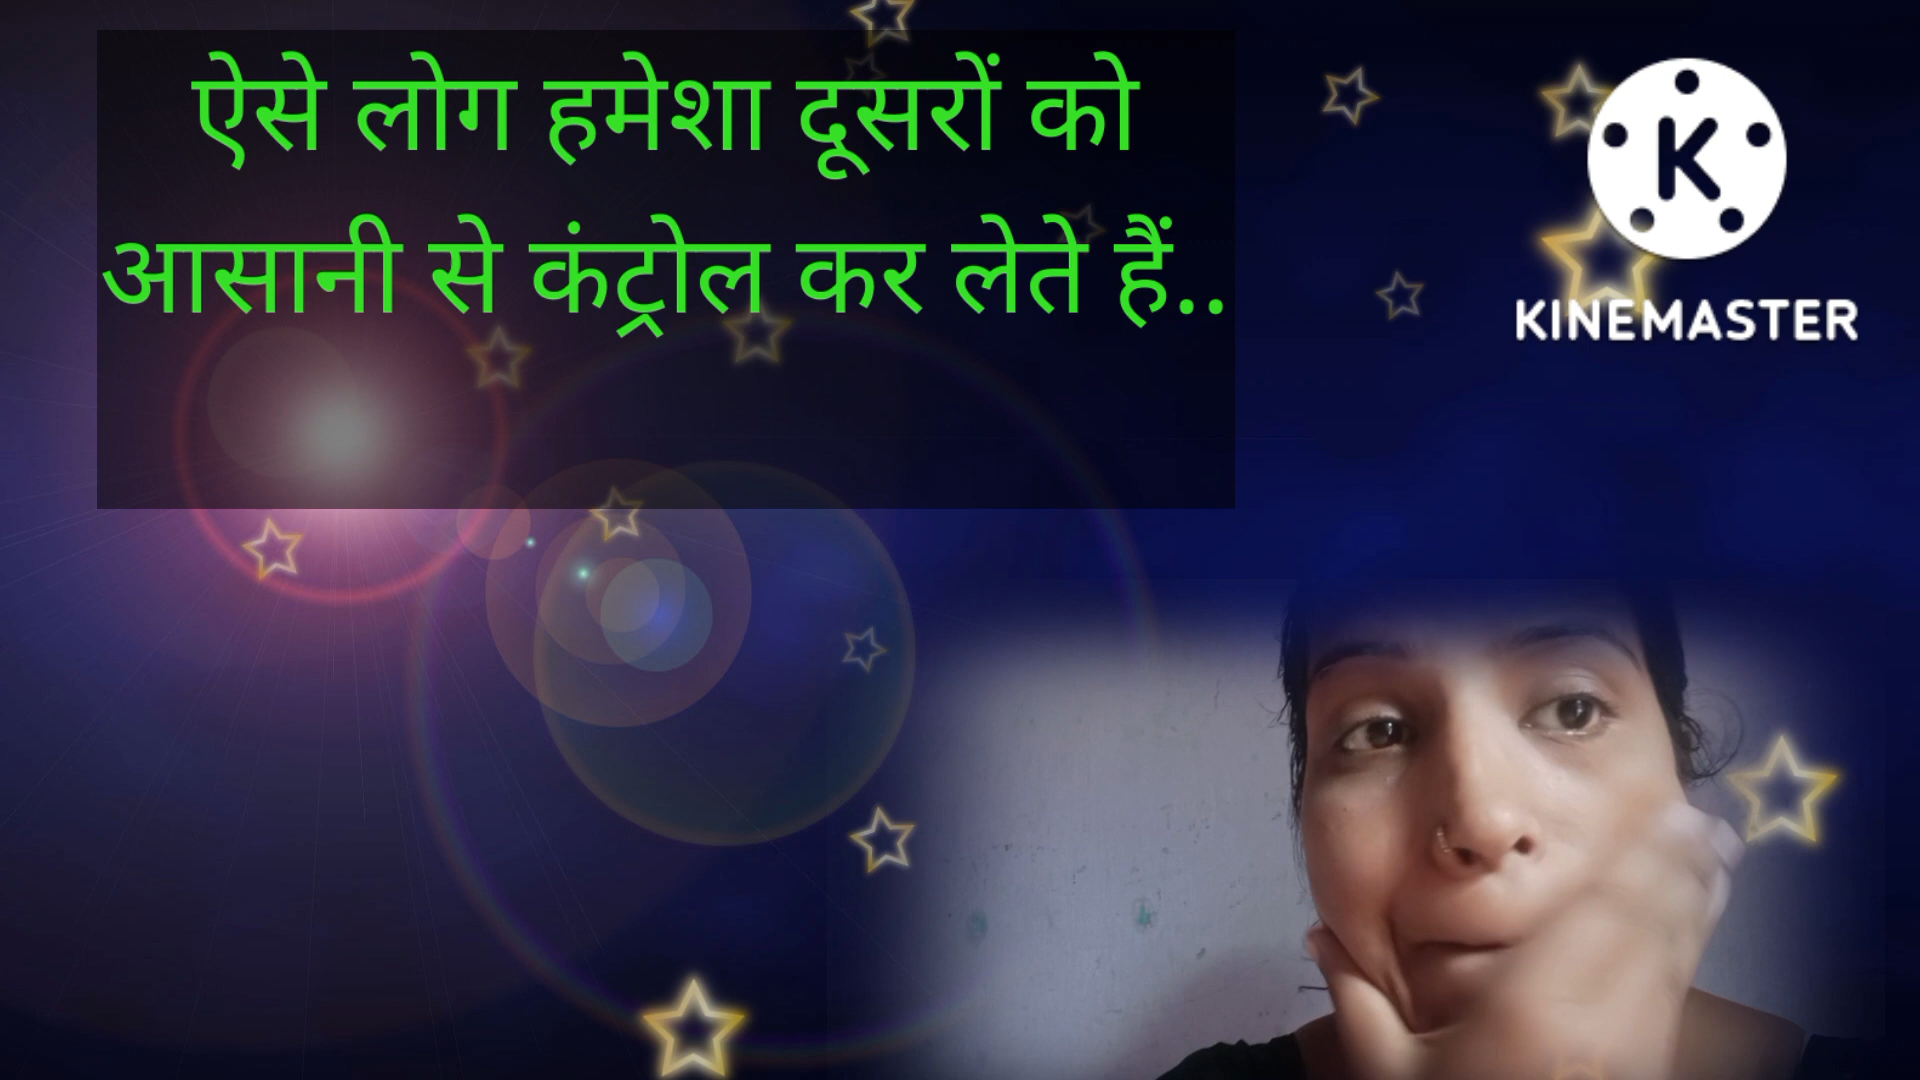 ऐसे लोग हमेशा दूसरों को
आसानी से कंट्रोल कर लेते हैं..
K
KINEMASTER